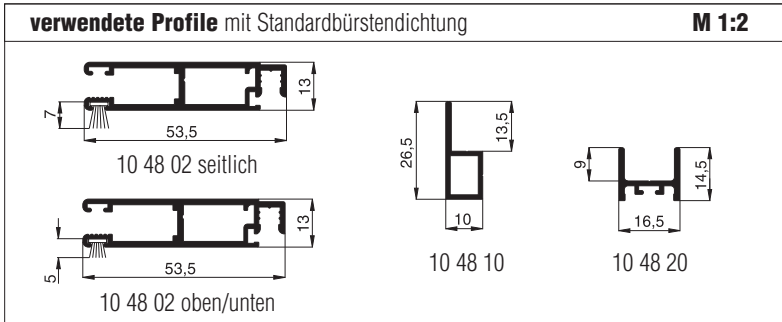 verwendete Profile mit Standardbürstendichtung M 1:2
13
7
53,5
10 48 02 seitlich
13
5
53,5
10 48 02 oben/unten
26,5
13,5
10
10 48 10
9
14,5
16,5
10 48 20